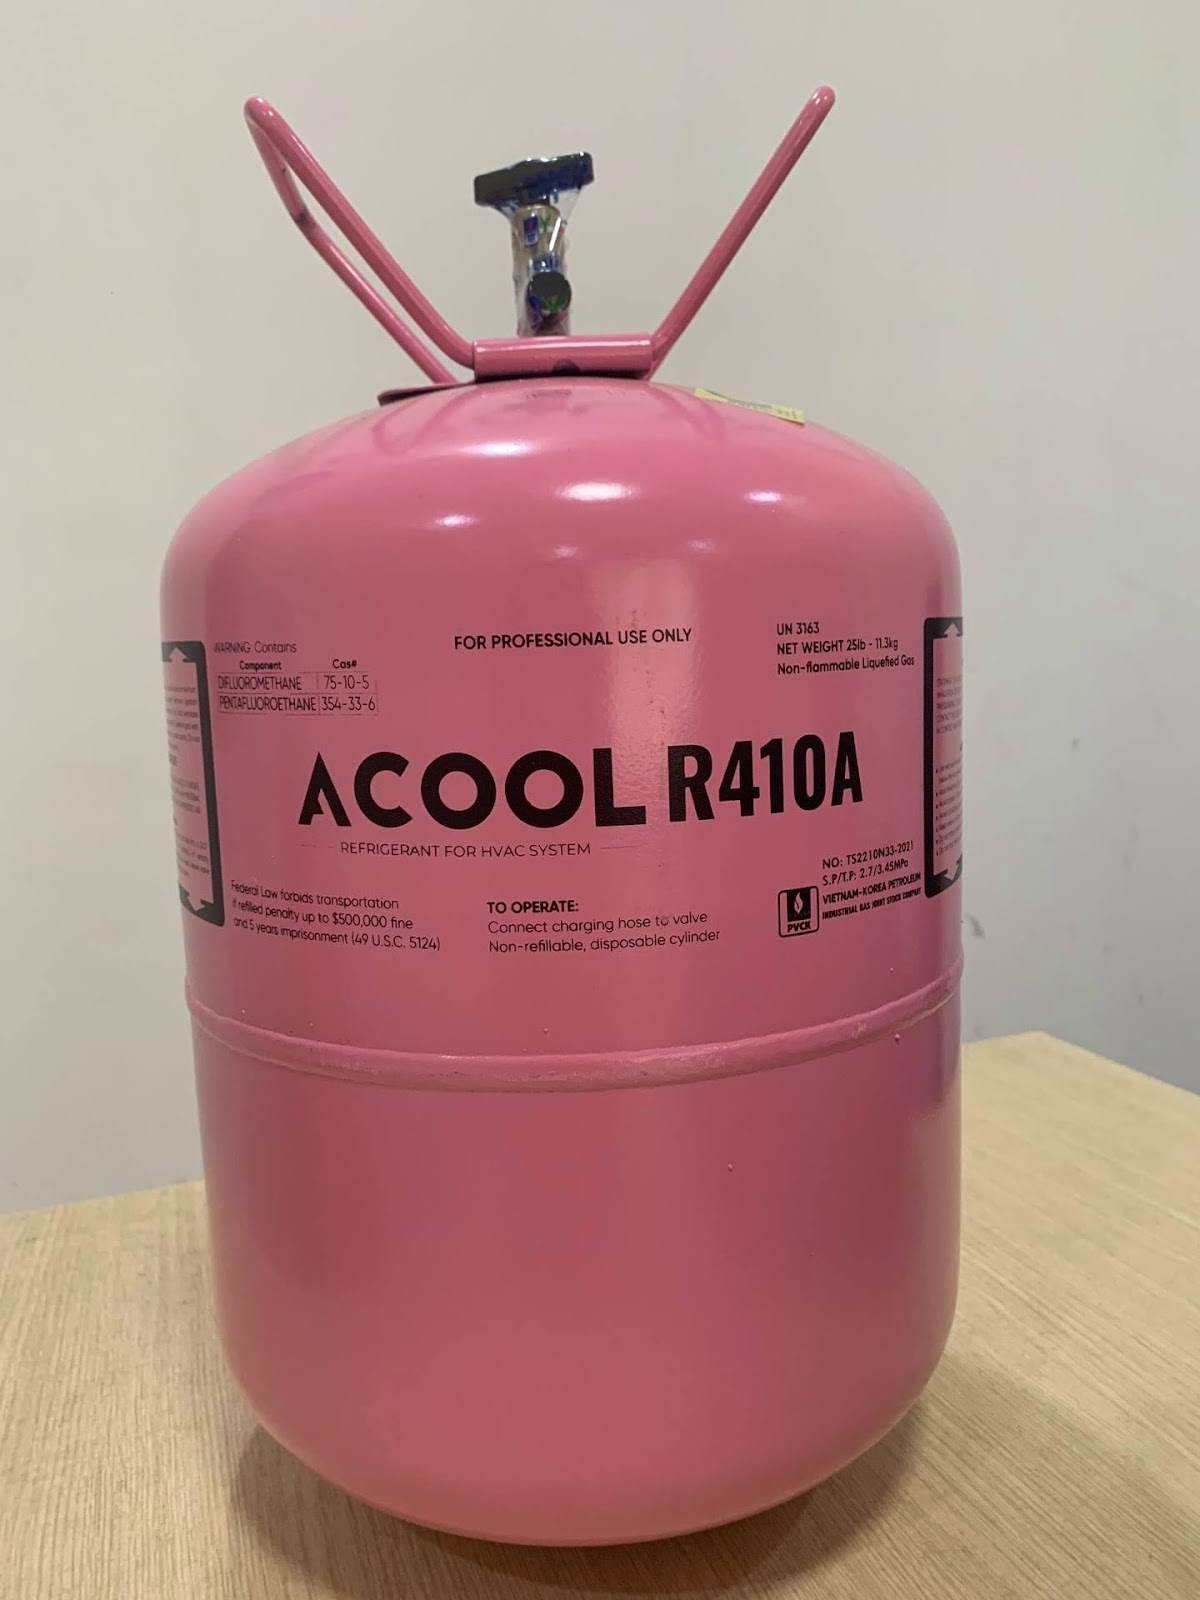 WARNING: Contains
Component Cas#
DIFLUOROMETHANE 75-10-5
PENTAFLUOROETHANE 354-33-6
FOR PROFESSIONAL USE ONLY
UN 3163
NET WEIGHT 25lb - 11.3kg
Non-flammable Liquefied Gas
ACOOL R410A
REFRIGERANT FOR HVAC SYSTEM
Federal Law forbids transportation
if refilled penalty up to $500,000 fine
and 5 years imprisonment (49 U.S.C. 5124)
TO OPERATE:
Connect charging hose to valve
Non-refillable, disposable cylinder
NO: TS2210N33-2021
S.P/T.P: 2.7/3.45MPa
PVCK
VIETNAM-KOREA PETROLEUM
INDUSTRIAL GAS JOINT STOCK COMPANY